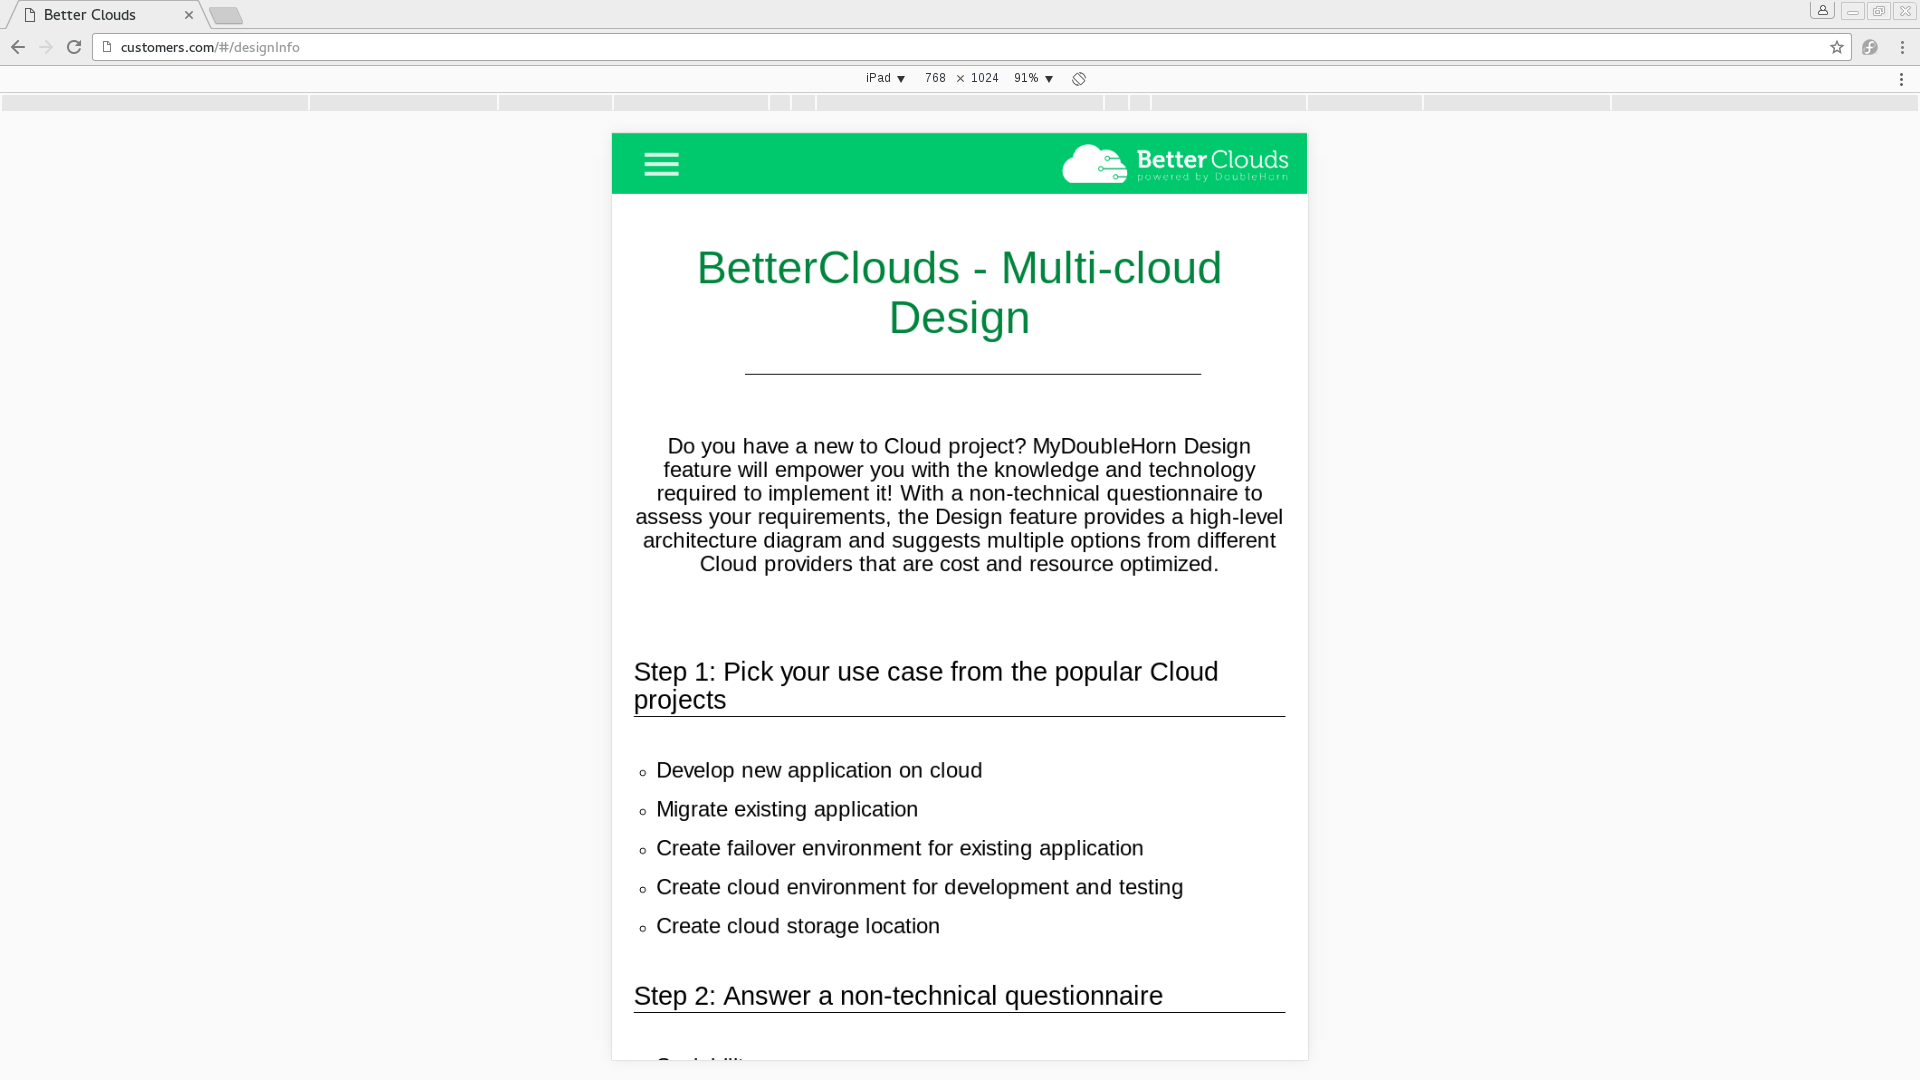 Better Clouds
customers.com/#/designInfo
iPad ▼ 768 × 1024 91% ▼
Better Clouds
powered by DoubleHorn
BetterClouds - Multi-cloud
Design
Do you have a new to Cloud project? MyDoubleHorn Design
feature will empower you with the knowledge and technology
required to implement it! With a non-technical questionnaire to
assess your requirements, the Design feature provides a high-level
architecture diagram and suggests multiple options from different
Cloud providers that are cost and resource optimized.
Step 1: Pick your use case from the popular Cloud
projects
Develop new application on cloud
Migrate existing application
Create failover environment for existing application
Create cloud environment for development and testing
Create cloud storage location
Step 2: Answer a non-technical questionnaire